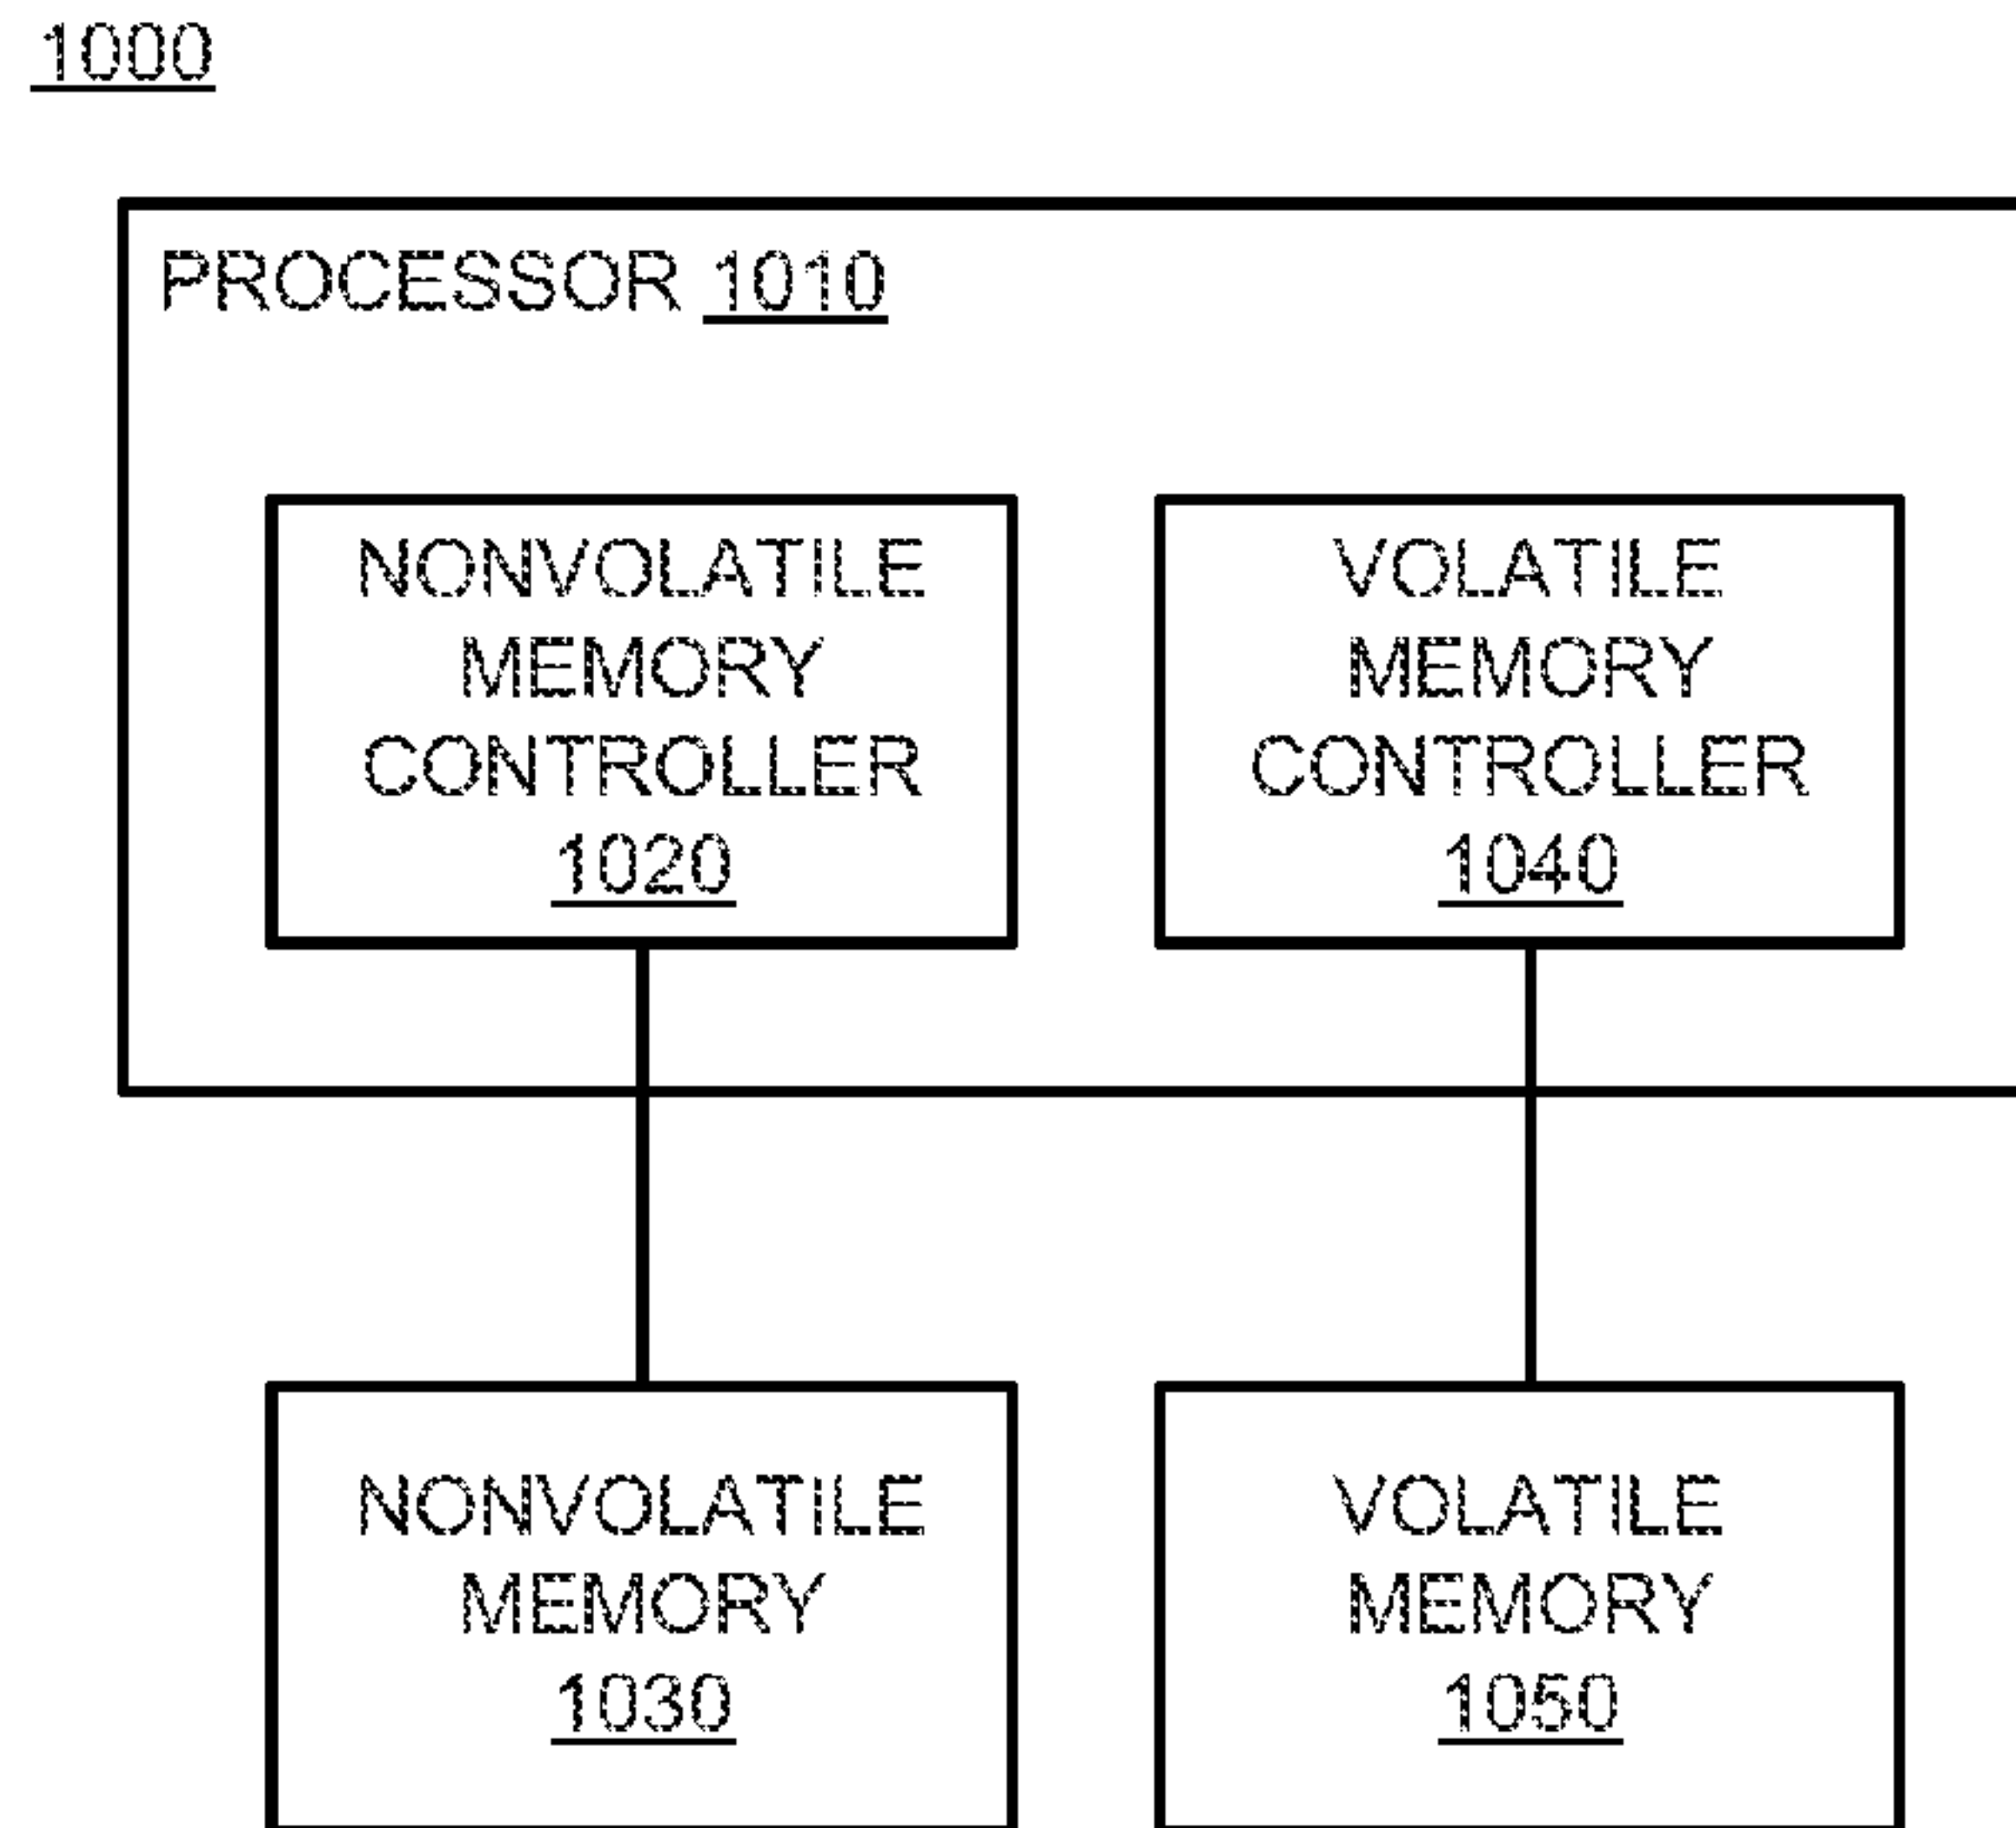 1000
PROCESSOR 1010
NONVOLATILE
MEMORY
CONTROLLER
1020
VOLATILE
MEMORY
CONTROLLER
1040
NONVOLATILE
MEMORY
1030
VOLATILE
MEMORY
1050